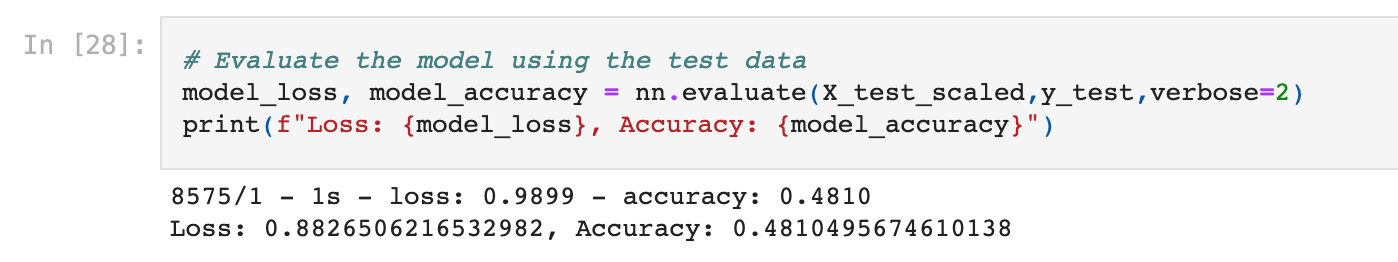 In [28]:
# Evaluate the model using the test data
model_loss, model_accuracy = nn.evaluate(X_test_scaled,y_test,verbose=2)
print(f"Loss: {model_loss}, Accuracy: {model_accuracy}")
8575/1 - 1s - loss: 0.9899 - accuracy: 0.4810
Loss: 0.8826506216532982, Accuracy: 0.4810495674610138